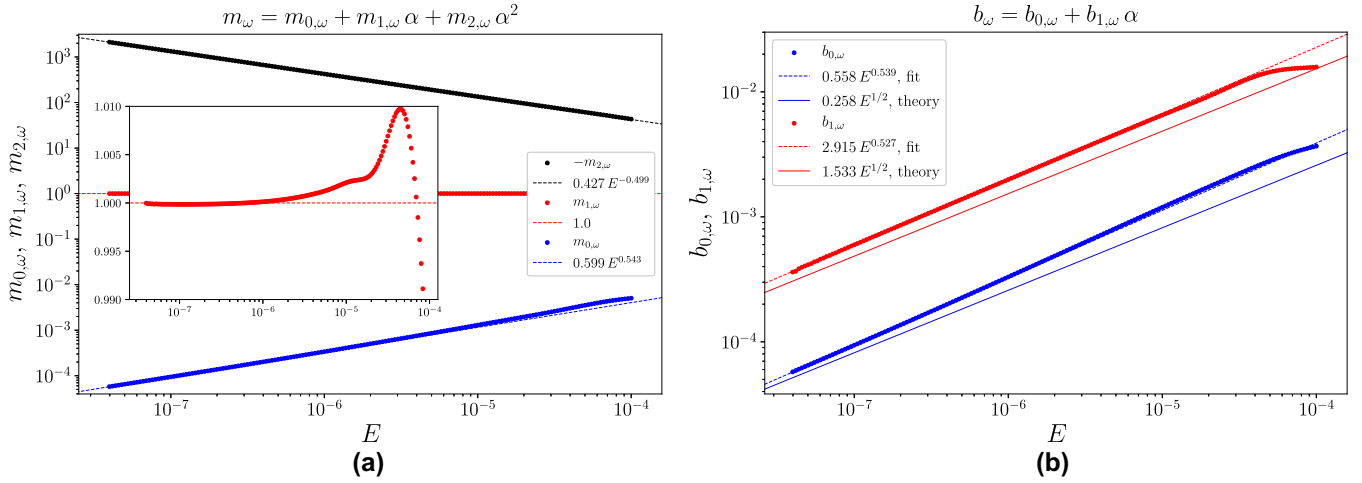 m_ω = m_{0,ω} + m_{1,ω} α + m_{2,ω} α²
m_{0,ω}, m_{1,ω}, m_{2,ω}
10³
10²
10¹
10⁰
10⁻¹
10⁻²
10⁻³
10⁻⁴
1.010
1.005
1.000
0.995
0.990
10⁻⁷
10⁻⁶
10⁻⁵
10⁻⁴
−m_{2,ω}
0.427 E^{−0.499}
m_{1,ω}
1.0
m_{0,ω}
0.599 E^{0.543}
10⁻⁷
10⁻⁶
10⁻⁵
10⁻⁴
E
(a)
b_ω = b_{0,ω} + b_{1,ω} α
b_{0,ω}, b_{1,ω}
10⁻²
10⁻³
10⁻⁴
b_{0,ω}
0.558 E^{0.539}, fit
0.258 E^{1/2}, theory
b_{1,ω}
2.915 E^{0.527}, fit
1.533 E^{1/2}, theory
10⁻⁷
10⁻⁶
10⁻⁵
10⁻⁴
E
(b)